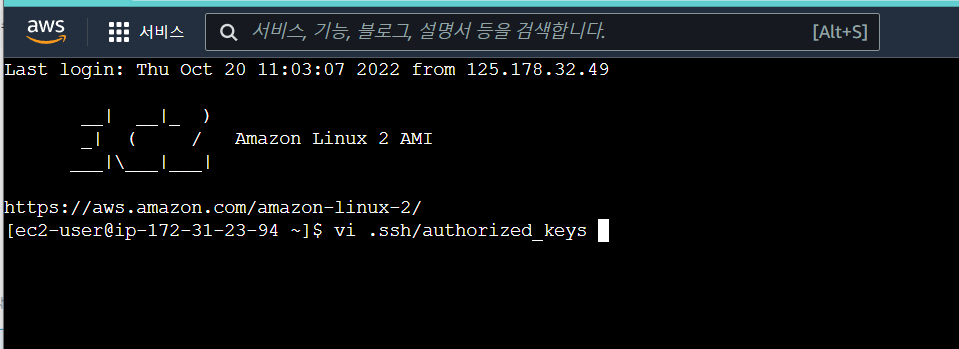 aws 서비스 서비스, 기능, 블로그, 설명서 등을 검색합니다. [Alt+S]
Last login: Thu Oct 20 11:03:07 2022 from 125.178.32.49
__|  __|_  )
_|  (     /   Amazon Linux 2 AMI
___|\___|___|
https://aws.amazon.com/amazon-linux-2/
[ec2-user@ip-172-31-23-94 ~]$ vi .ssh/authorized_keys